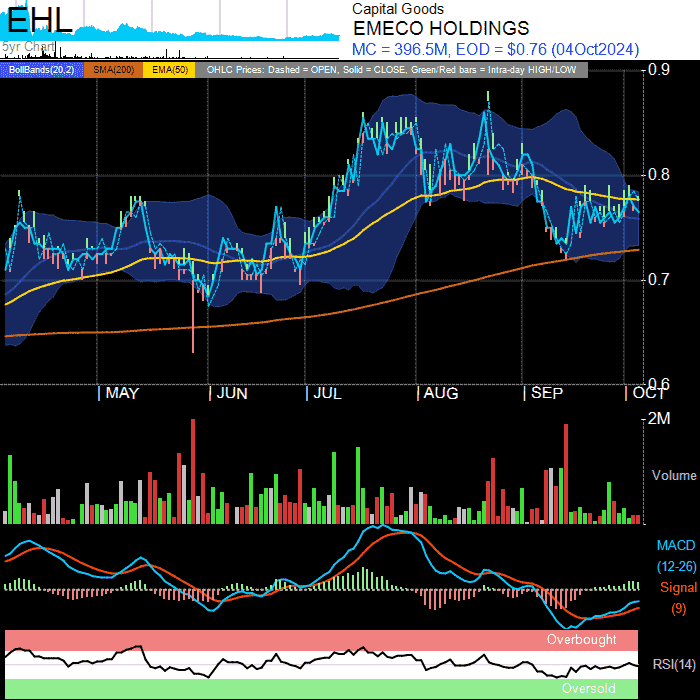 EHL
Capital Goods
EMECO HOLDINGS
5yr Chart
MC = 396.5M, EOD = $0.76 (04Oct2024)
BollBands(20,2) SMA(200) EMA(50) OHLC Prices: Dashed = OPEN, Solid = CLOSE, Green/Red bars = Intra-day HIGH/LOW
0.9
0.8
0.7
0.6
MAY JUN JUL AUG SEP OCT
2M
Volume
MACD
(12-26)
Signal
(9)
Overbought
RSI(14)
Oversold